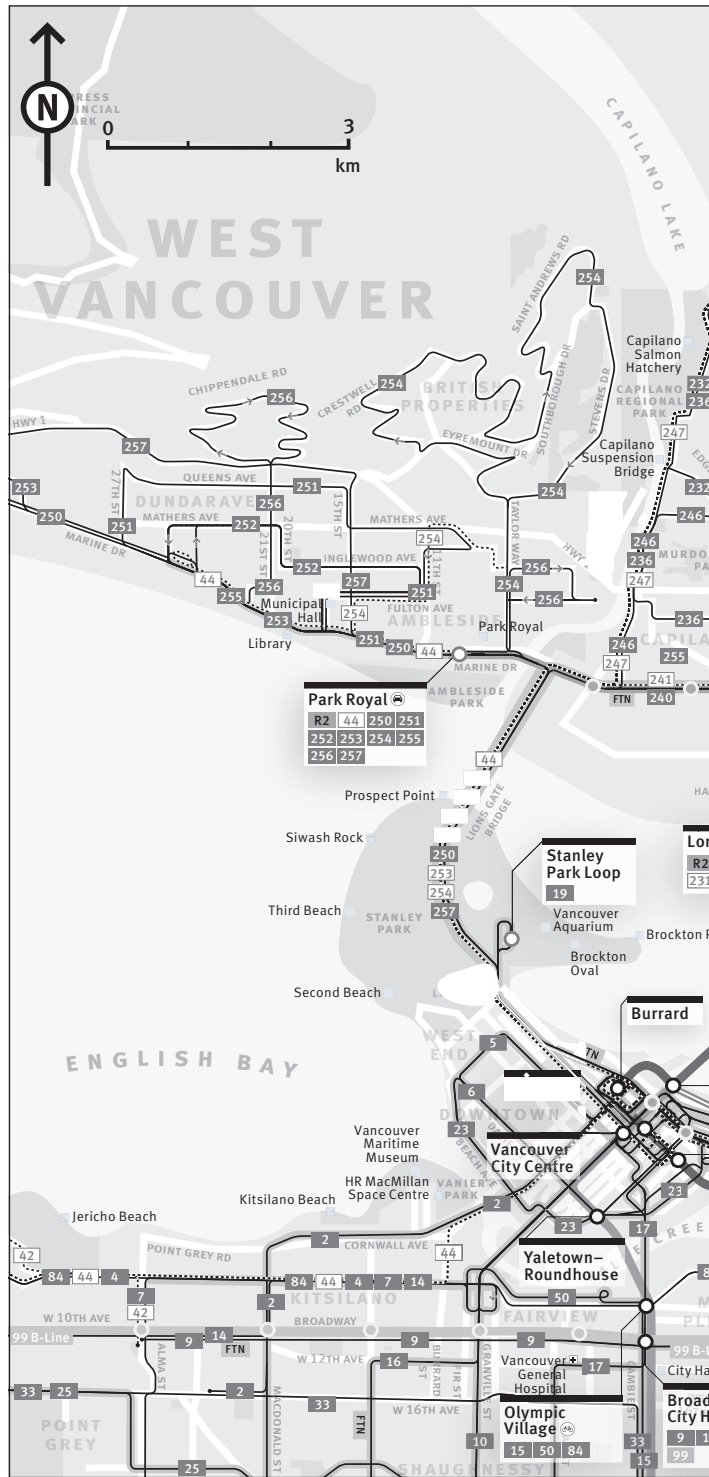 N
0
3
km
WEST
VANCOUVER
CAPILANO LAKE
SAINT ANDREWS RD
254
Capilano
Salmon
Hatchery
CHIPPENDALE RD
256
CRESTWELL
RD
254
BRITISH
PROPERTIES
SOUTHBOROUGH DR
STEVENS DR
CAPILANO
REGIONAL
PARK
232
236
247
HWY 1
257
EYREMOUNT DR
Capilano
Suspension
Bridge
253
27TH ST
QUEENS AVE
251
15TH ST
254
232
250
251
DUNDARAVE
MATHERS AVE
252
256
21ST ST
20TH ST
MATHERS AVE
254
TAYLOR WAY
246
MARINE DR
INGLEWOOD AVE
252
11TH ST
246
236
247
44
255
256
257
251
254
256
256
253
Municipal
Hall
254
FULTON AVE
AMBLESIDE
236
Library
251
250
44
Park Royal
246
247
255
MARINE DR
241
240
FTN
AMBLESIDE
PARK
Park Royal
R2 44 250 251
252 253 254 255
256 257
44
LIONS GATE
BRIDGE
Prospect Point
Siwash Rock
250
253
254
257
Stanley
Park Loop
19
R2
231
Third Beach
STANLEY
PARK
Vancouver
Aquarium
Brockton
Oval
Second Beach
Burrard
WEST
END
5
ENGLISH BAY
6
DOWNTOWN
23
BEACH AVE
Vancouver
City Centre
Vancouver
Maritime
Museum
HR MacMillan
Space Centre
VANIER
PARK
2
23
23
17
Kitsilano Beach
Jericho Beach
POINT GREY RD
2
CORNWALL AVE
44
Yaletown–
Roundhouse
42
84 44 4
7
42
2
84 44 4 7 14
KITSILANO
50
W 10TH AVE
BROADWAY
FAIRVIEW
99 B-Line
9
14
FTN
9
9
ALMA ST
MACDONALD ST
W 12TH AVE
16
BURRARD
ST
FIR ST
GRANVILLE ST
Vancouver
General
Hospital
17
CAMBIE ST
33 25
2
33
FTN
W 16TH AVE
Olympic
Village
15 50 84
9
99
POINT
GREY
25
10
33
15
SHAUGHNESSY